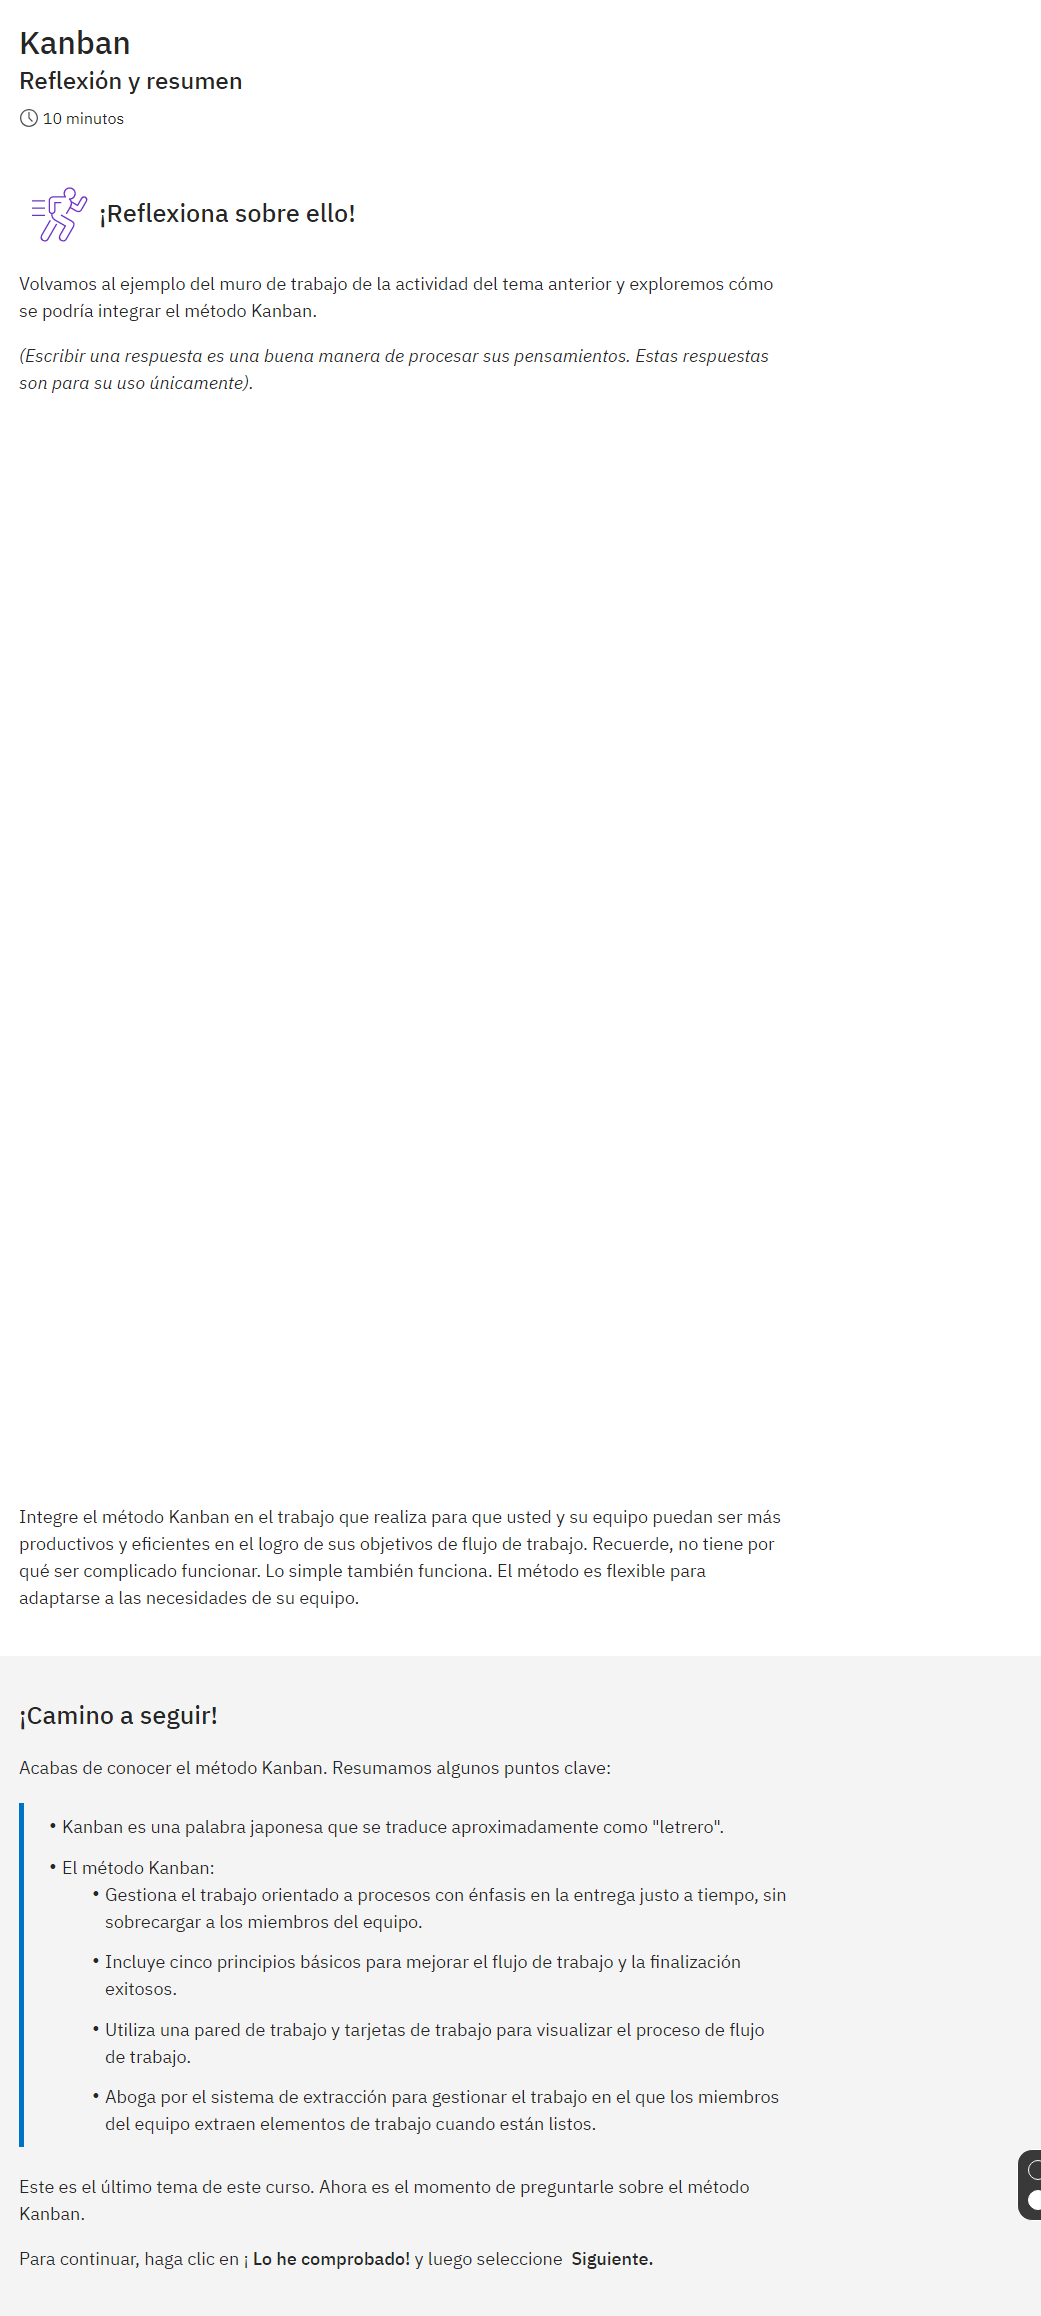 Kanban
Reflexión y resumen
10 minutos
¡Reflexiona sobre ello!
Volvamos al ejemplo del muro de trabajo de la actividad del tema anterior y exploremos cómo
se podría integrar el método Kanban.
(Escribir una respuesta es una buena manera de procesar sus pensamientos. Estas respuestas
son para su uso únicamente).
Integre el método Kanban en el trabajo que realiza para que usted y su equipo puedan ser más
productivos y eficientes en el logro de sus objetivos de flujo de trabajo. Recuerde, no tiene por
qué ser complicado funcionar. Lo simple también funciona. El método es flexible para
adaptarse a las necesidades de su equipo.
¡Camino a seguir!
Acabas de conocer el método Kanban. Resumamos algunos puntos clave:
• Kanban es una palabra japonesa que se traduce aproximadamente como "letrero".
• El método Kanban:
• Gestiona el trabajo orientado a procesos con énfasis en la entrega justo a tiempo, sin
sobrecargar a los miembros del equipo.
• Incluye cinco principios básicos para mejorar el flujo de trabajo y la finalización
exitosos.
• Utiliza una pared de trabajo y tarjetas de trabajo para visualizar el proceso de flujo
de trabajo.
• Aboga por el sistema de extracción para gestionar el trabajo en el que los miembros
del equipo extraen elementos de trabajo cuando están listos.
Este es el último tema de este curso. Ahora es el momento de preguntarle sobre el método
Kanban.
Para continuar, haga clic en ¡ Lo he comprobado! y luego seleccione Siguiente.